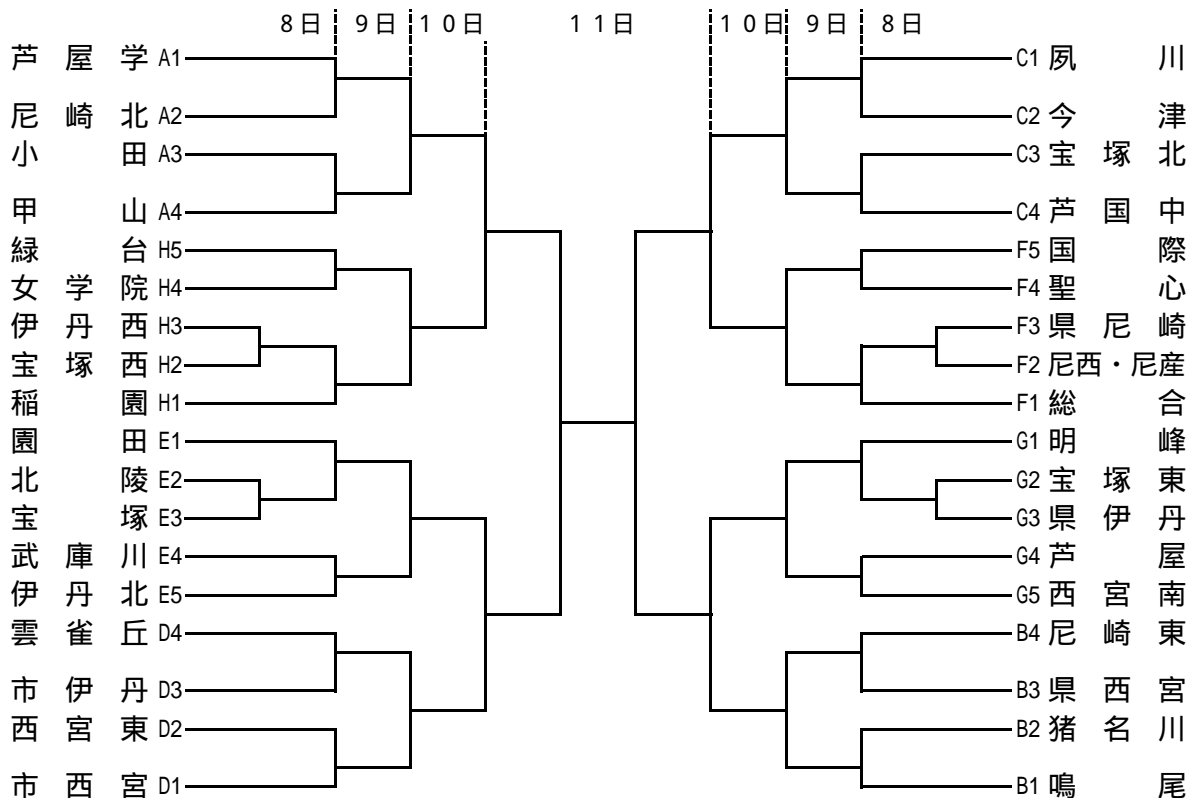 8日 9日 10日 11日 10日 9日 8日
芦屋学 A1 C1 夙川
尼崎北 A2 C2 今津
小田 A3 C3 宝塚北
甲山 A4 C4 芦国中
緑台 H5 F5 国際
女学院 H4 F4 聖心
伊丹西 H3 F3 県尼崎
宝塚西 H2 F2 尼西・尼産
稲園 H1 F1 総合
園田 E1 G1 明峰
北陵 E2 G2 宝塚東
宝塚 E3 G3 県伊丹
武庫川 E4 G4 芦屋
伊丹北 E5 G5 西宮南
雲雀丘 D4 B4 尼崎東
市伊丹 D3 B3 県西宮
西宮東 D2 B2 猪名川
市西宮 D1 B1 鳴尾